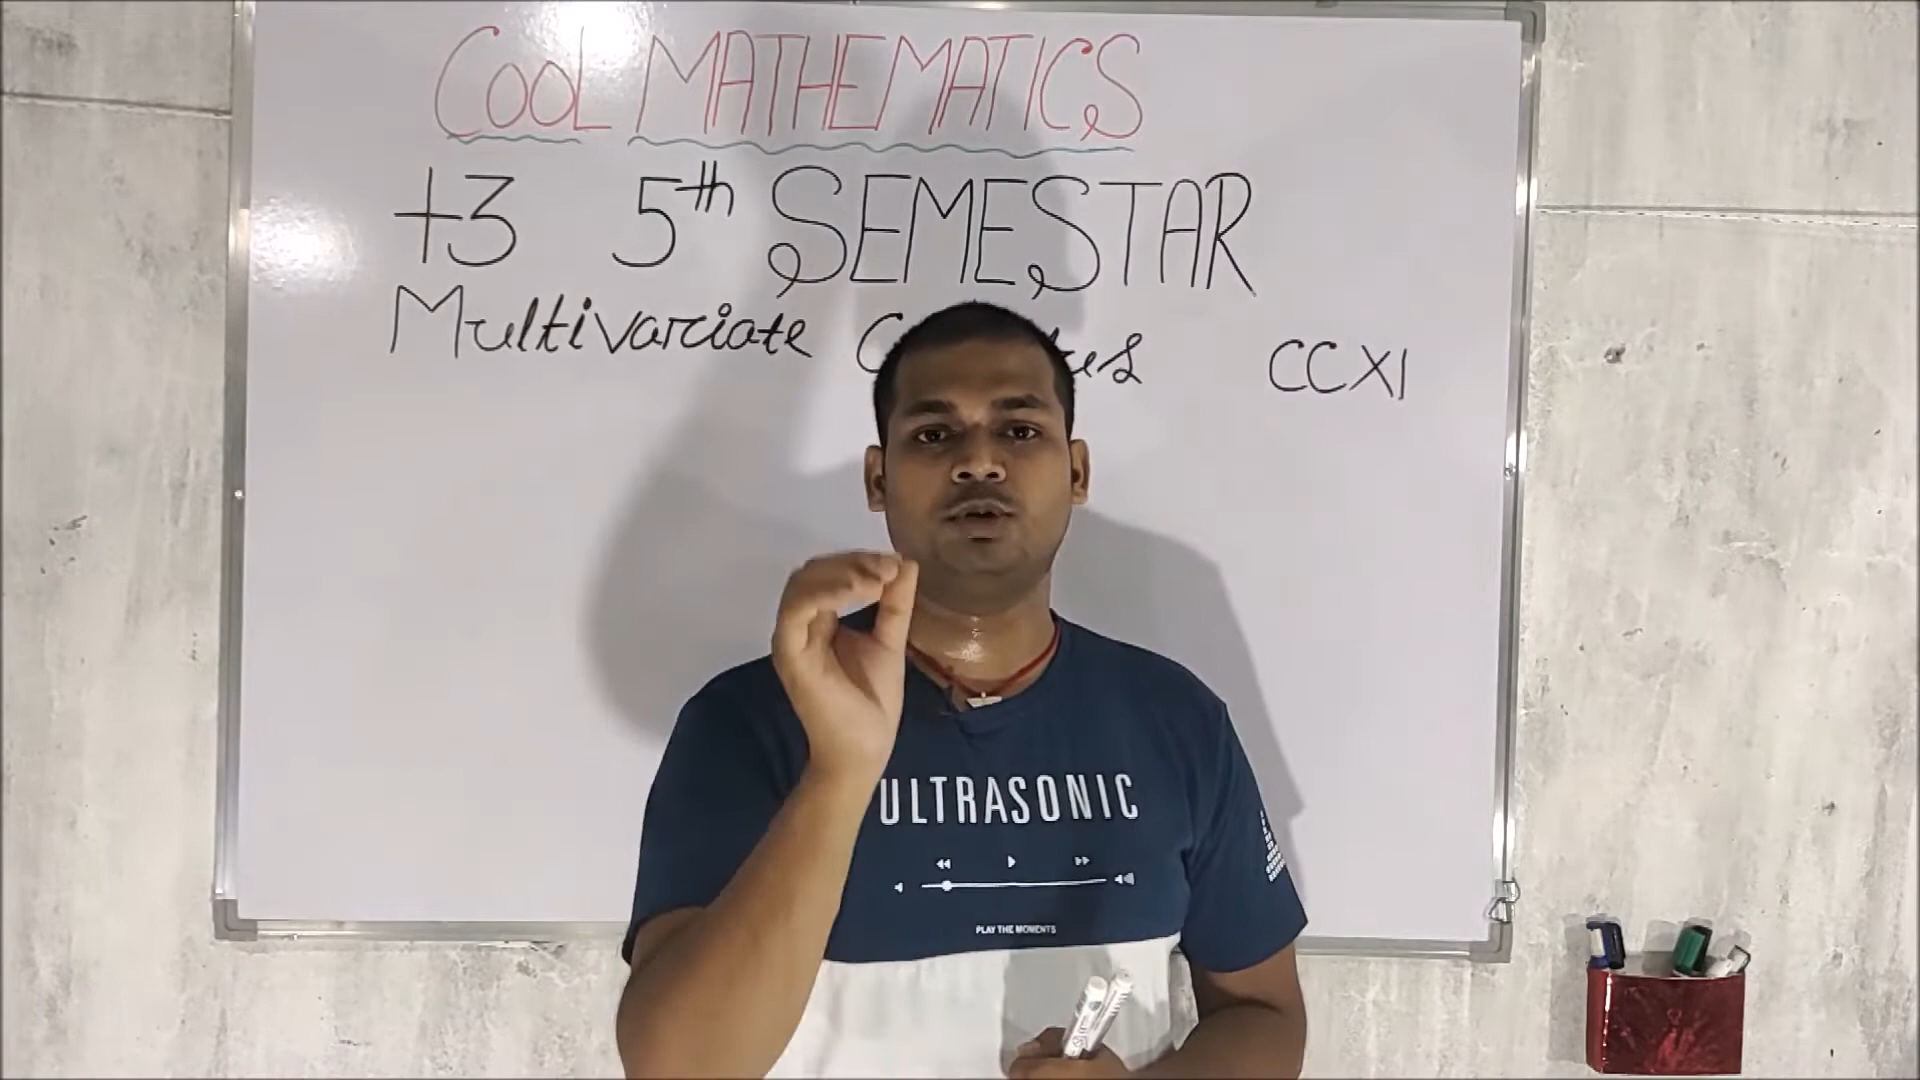 COOL MATHEMATICS
+3 5th SEMESTAR
Multivariate CCXI
ULTRASONIC
PLAY THE MOMENTS